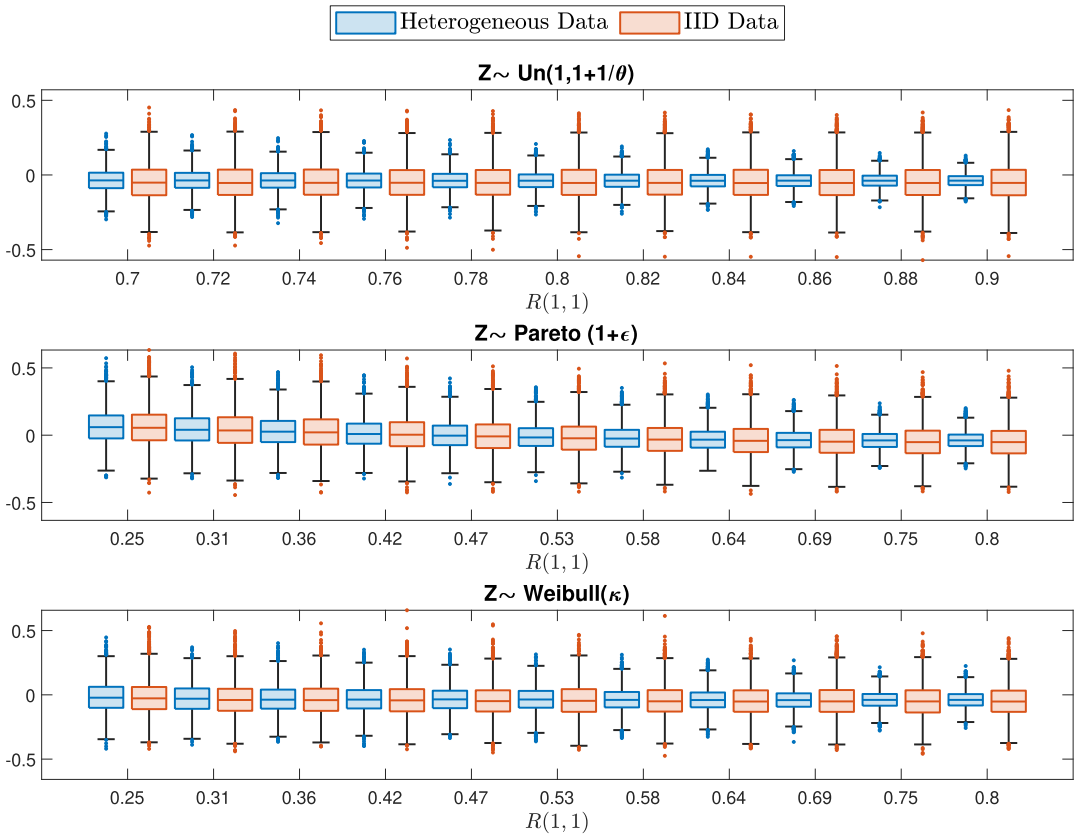 Heterogeneous Data IID Data
Z∼ Un(1,1+1/θ)
0.5
0
-0.5
0.7 0.72 0.74 0.76 0.78 0.8 0.82 0.84 0.86 0.88 0.9
R(1, 1)
Z∼ Pareto (1+ϵ)
0.5
0
-0.5
0.25 0.31 0.36 0.42 0.47 0.53 0.58 0.64 0.69 0.75 0.8
R(1, 1)
Z∼ Weibull(κ)
0.5
0
-0.5
0.25 0.31 0.36 0.42 0.47 0.53 0.58 0.64 0.69 0.75 0.8
R(1, 1)